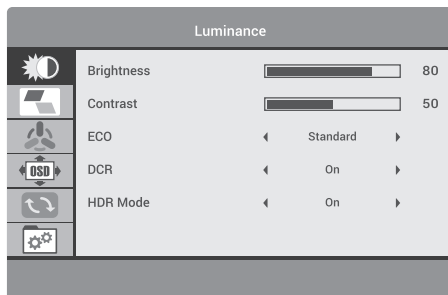 Luminance
Brightness 80
Contrast 50
ECO Standard
DCR On
OSD
HDR Mode On